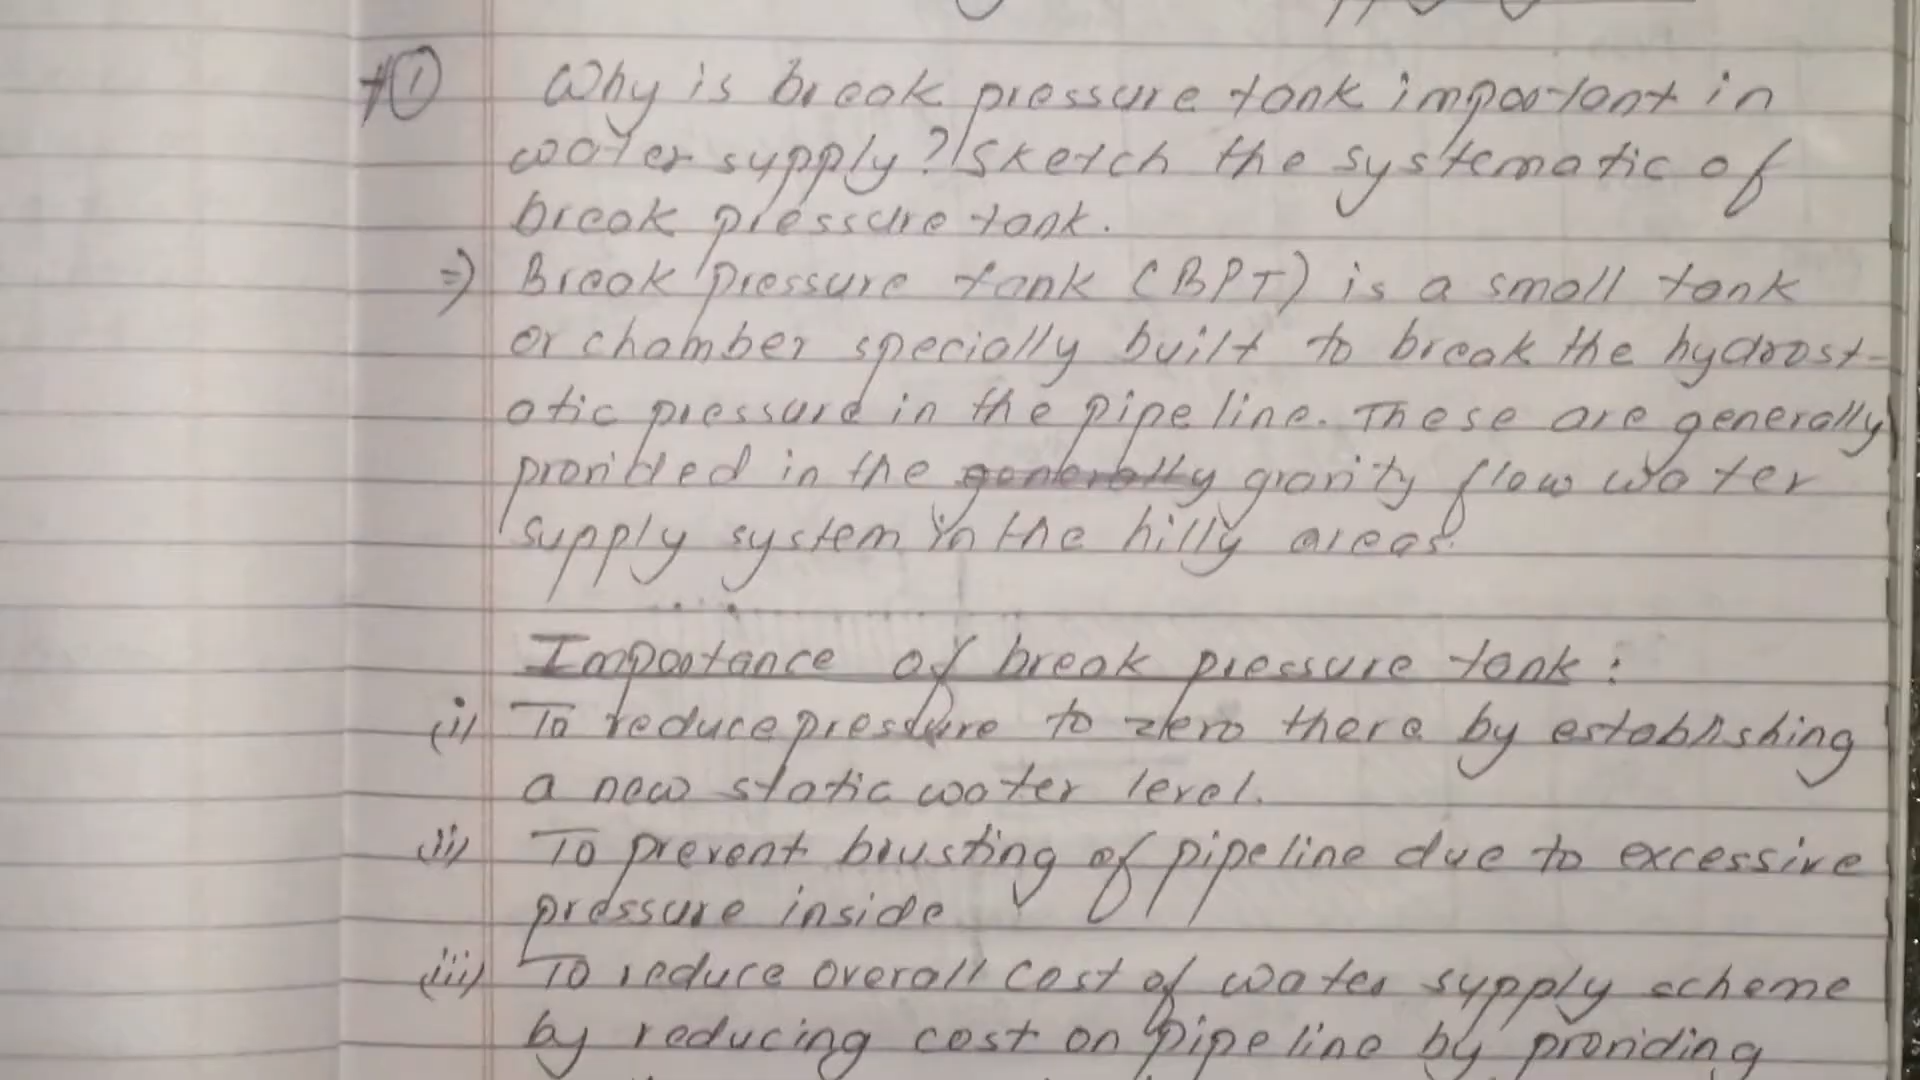 *① Why is break pressure tank important in
water supply? Sketch the systematic of
break pressure tank.
⇒ Break pressure tank (BPT) is a small tank
or chamber specially built to break the hydrost-
atic pressure in the pipeline. These are generally
provided in the generally gravity flow water
supply system in the hilly areas.
Importance of break pressure tank:
(i) To reduce pressure to zero there by establishing
a new static water level.
(ii) To prevent brusting of pipeline due to excessive
pressure inside
(iii) To reduce overall cost of water supply scheme
by reducing cost on pipeline by providing